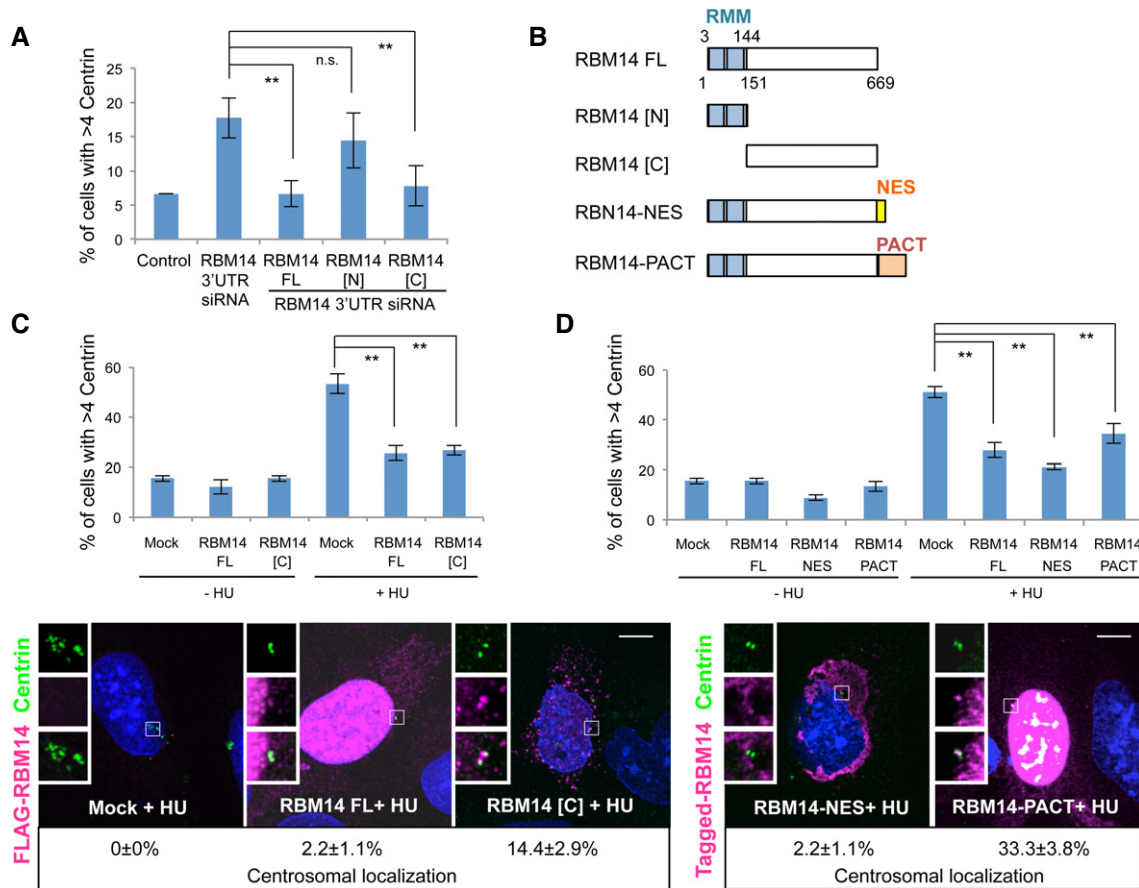 A
% of cells with >4 Centrin
25
20
15
10
5
0
**
n.s.
**
Control
RBM14 3'UTR siRNA
RBM14 FL
RBM14 [N]
RBM14 [C]
RBM14 3'UTR siRNA
B
RMM
3 144
RBM14 FL
1 151 669
RBM14 [N]
RBM14 [C]
NES
RBN14-NES
PACT
RBM14-PACT
C
% of cells with >4 Centrin
60
40
20
0
**
**
Mock
RBM14 FL
RBM14 [C]
Mock
RBM14 FL
RBM14 [C]
- HU
+ HU
D
% of cells with >4 Centrin
60
40
20
0
**
**
**
Mock
RBM14 FL
RBM14 NES
RBM14 PACT
Mock
RBM14 FL
RBM14 NES
RBM14 PACT
- HU
+ HU
FLAG-RBM14 Centrin
Mock + HU
RBM14 FL+ HU
RBM14 [C] + HU
0±0%
2.2±1.1%
14.4±2.9%
Centrosomal localization
Tagged-RBM14 Centrin
RBM14-NES+ HU
RBM14-PACT+ HU
2.2±1.1%
33.3±3.8%
Centrosomal localization